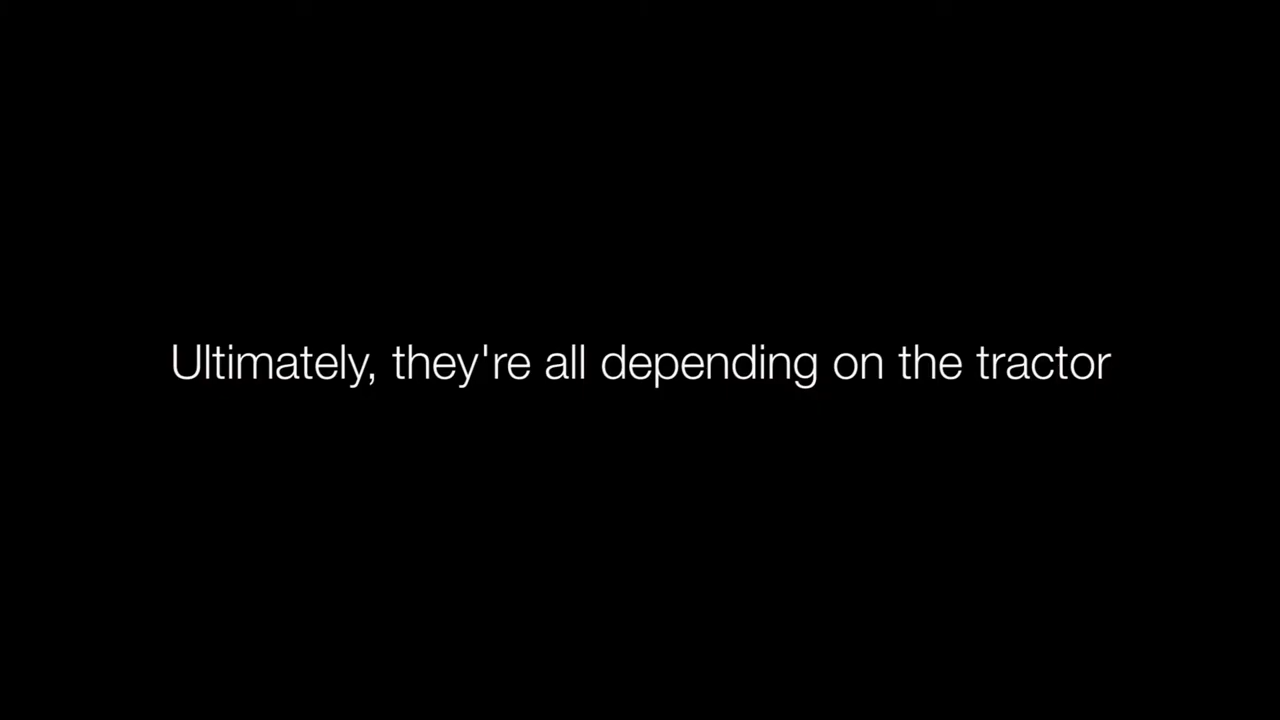 Ultimately, they're all depending on the tractor